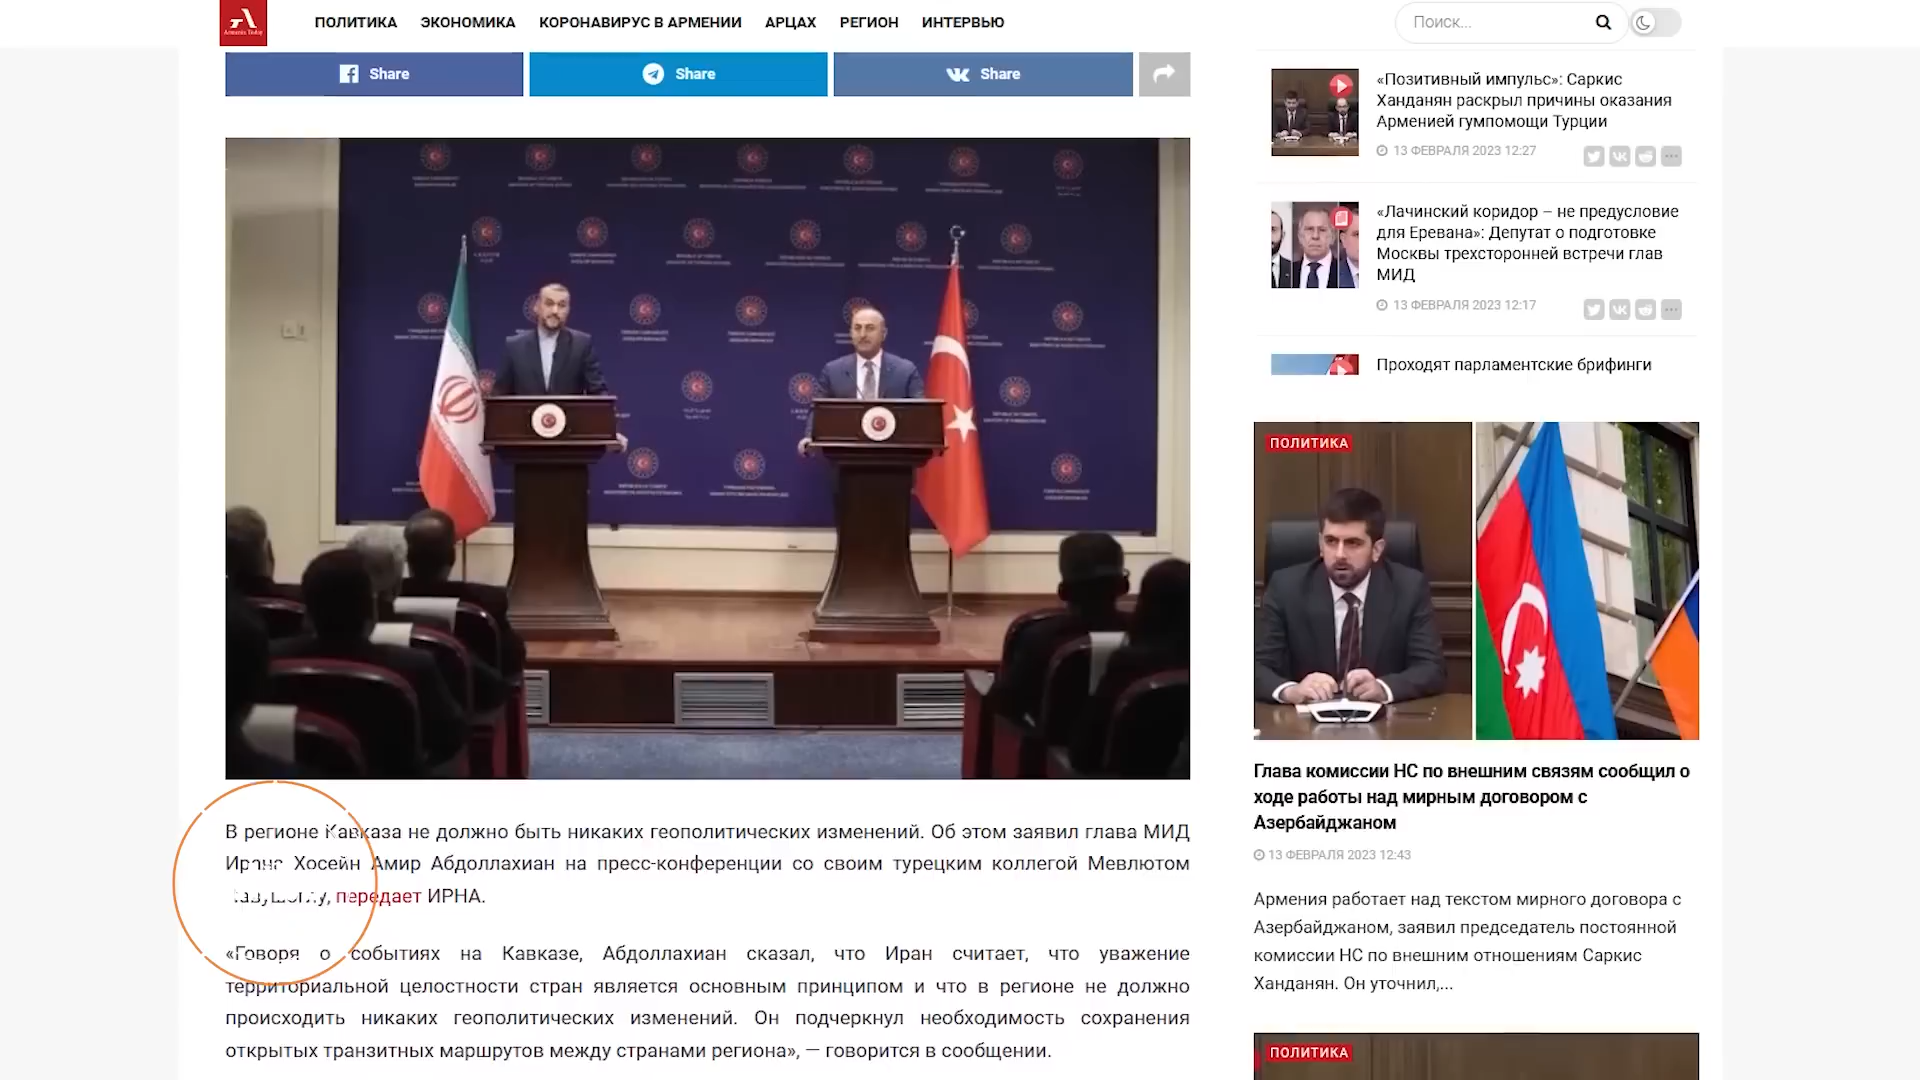 Armenia Today
ПОЛИТИКА ЭКОНОМИКА КОРОНАВИРУС В АРМЕНИИ АРЦАХ РЕГИОН ИНТЕРВЬЮ
Поиск...
Share
Share
Share
В регионе Кавказа не должно быть никаких геополитических изменений. Об этом заявил глава МИД
Ирана Хосейн Амир Абдоллахиан на пресс-конференции со своим турецким коллегой Мевлютом
передает ИРНА.
«Говоря о событиях на Кавказе, Абдоллахиан сказал, что Иран считает, что уважение
территориальной целостности стран является основным принципом и что в регионе не должно
происходить никаких геополитических изменений. Он подчеркнул необходимость сохранения
открытых транзитных маршрутов между странами региона», — говорится в сообщении.
«Позитивный импульс»: Саркис
Ханданян раскрыл причины оказания
Арменией гумпомощи Турции
13 ФЕВРАЛЯ 2023 12:27
«Лачинский коридор – не предусловие
для Еревана»: Депутат о подготовке
Москвы трехсторонней встречи глав
МИД
13 ФЕВРАЛЯ 2023 12:17
Проходят парламентские брифинги
ПОЛИТИКА
Глава комиссии НС по внешним связям сообщил о
ходе работы над мирным договором с
Азербайджаном
13 ФЕВРАЛЯ 2023 12:43
Армения работает над текстом мирного договора с
Азербайджаном, заявил председатель постоянной
комиссии НС по внешним отношениям Саркис
Ханданян. Он уточнил,...
ПОЛИТИКА